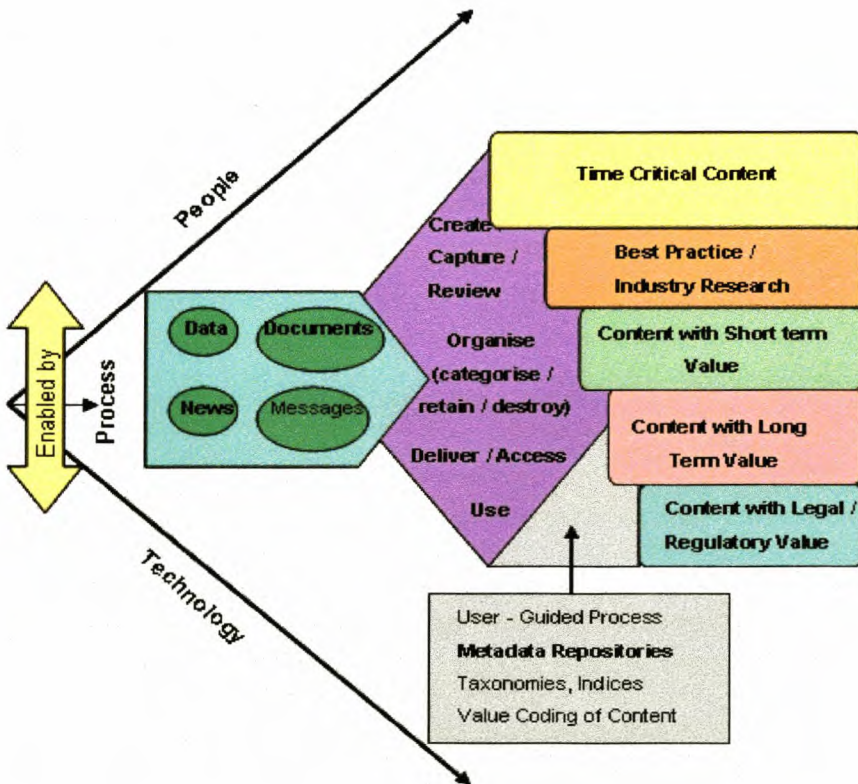 People
Enabled by
Process
Technology
Data
Documents
News
Messages
Create
Capture /
Review
Organise
(categorise /
retain / destroy)
Deliver / Access
Use
Time Critical Content
Best Practice /
Industry Research
Content with Short term
Value
Content with Long
Term Value
Content with Legal /
Regulatory Value
User - Guided Process
Metadata Repositories
Taxonomies, Indices
Value Coding of Content